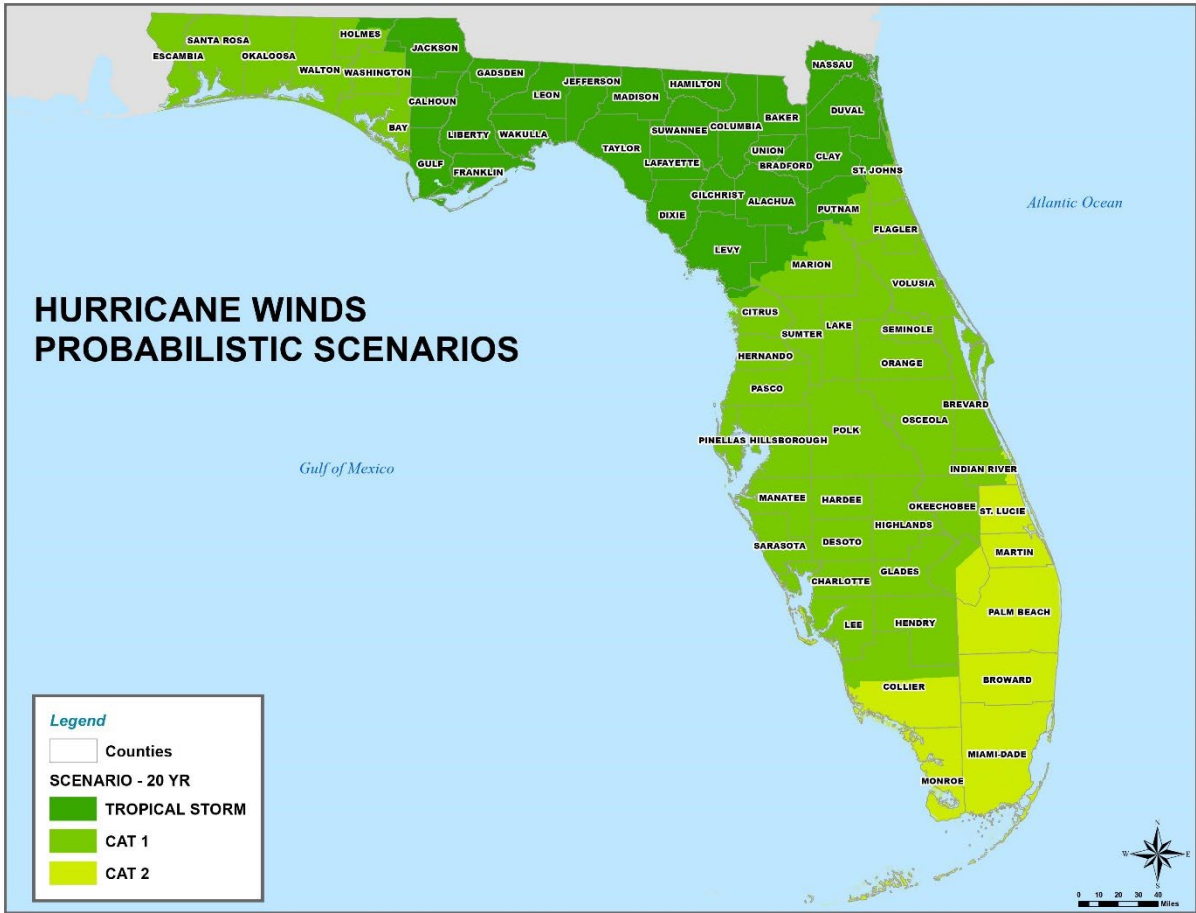 HOLMES
SANTA ROSA
JACKSON
ESCAMBIA
OKALOOSA
WALTON
WASHINGTON
GADSDEN
NASSAU
JEFFERSON
HAMILTON
LEON
MADISON
CALHOUN
DUVAL
BAKER
BAY
LIBERTY
WAKULLA
SUWANNEE
COLUMBIA
TAYLOR
UNION
CLAY
GULF
LAFAYETTE
BRADFORD
ST. JOHNS
FRANKLIN
GILCHRIST
ALACHUA
PUTNAM
Atlantic Ocean
DIXIE
FLAGLER
LEVY
MARION
VOLUSIA
HURRICANE WINDS
PROBABILISTIC SCENARIOS
CITRUS
LAKE
SUMTER
SEMINOLE
HERNANDO
ORANGE
PASCO
BREVARD
OSCEOLA
POLK
PINELLAS
HILLSBOROUGH
Gulf of Mexico
INDIAN RIVER
MANATEE
HARDEE
OKEECHOBEE
ST. LUCIE
HIGHLANDS
SARASOTA
DESOTO
MARTIN
GLADES
CHARLOTTE
PALM BEACH
LEE
HENDRY
BROWARD
COLLIER
MIAMI-DADE
MONROE
Legend
Counties
SCENARIO - 20 YR
TROPICAL STORM
CAT 1
CAT 2
N
W
E
S
0 10 20 30 40
Miles